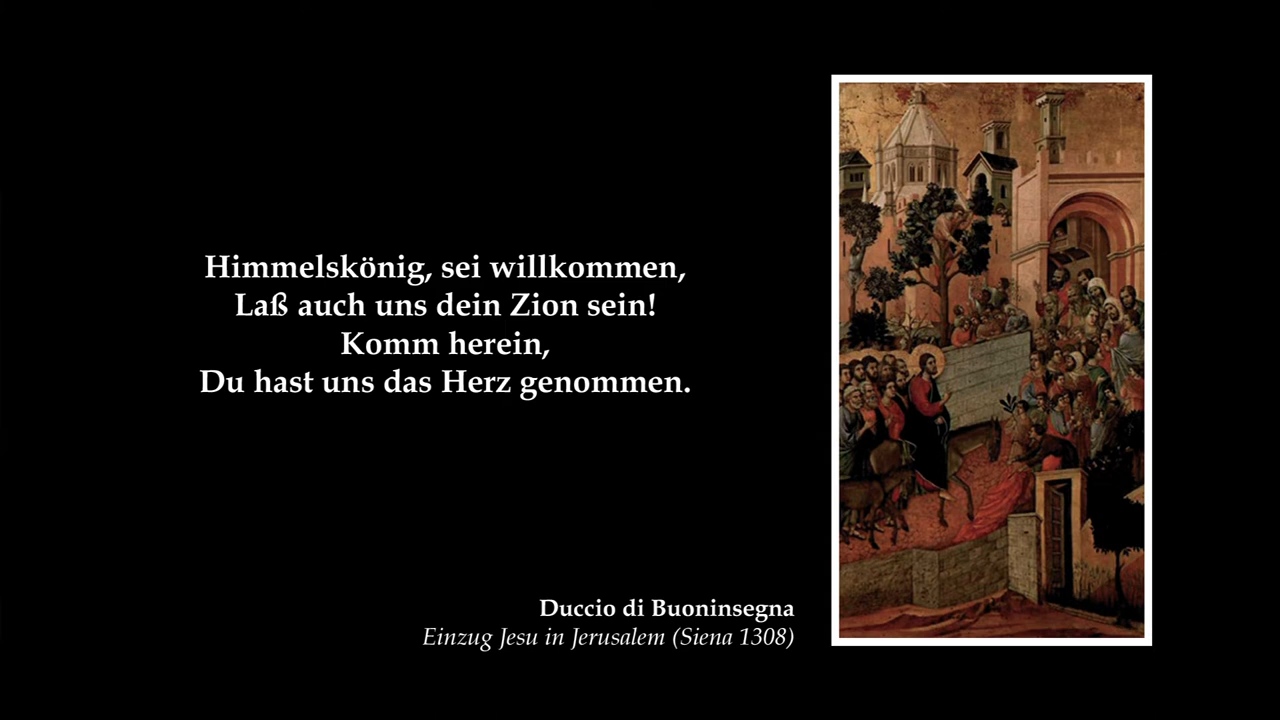 Himmelskönig, sei willkommen,
Laß auch uns dein Zion sein!
Komm herein,
Du hast uns das Herz genommen.
Duccio di Buoninsegna
Einzug Jesu in Jerusalem (Siena 1308)